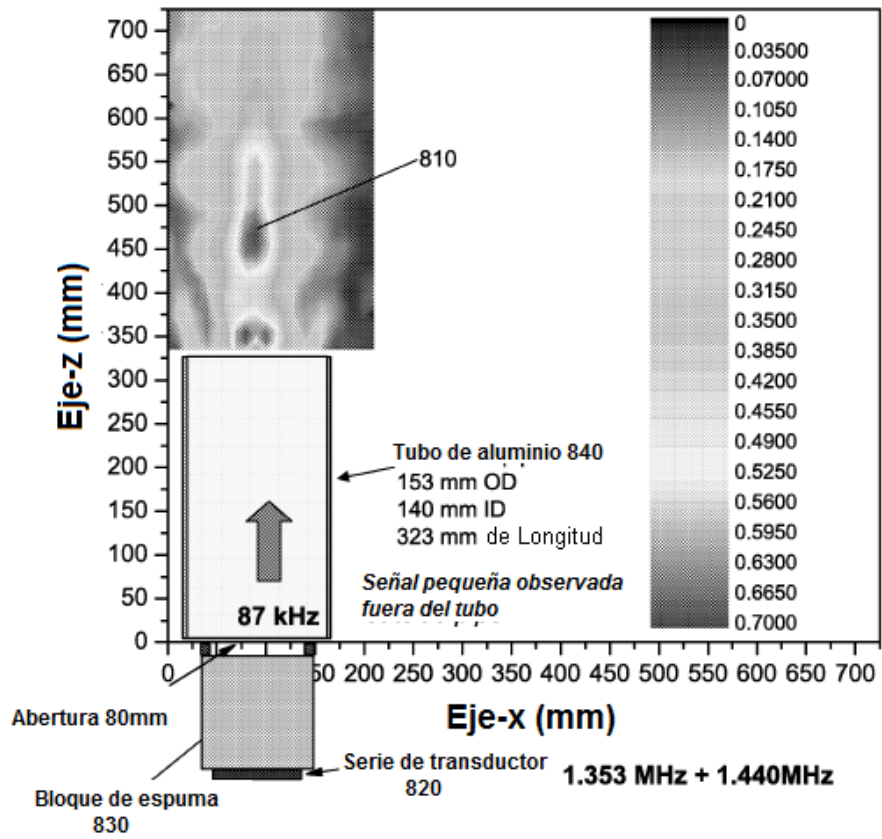 700
650
600
550
500
450
400
350
300
250
200
150
100
50
0
Eje-z (mm)
810
0
0.03500
0.07000
0.1050
0.1400
0.1750
0.2100
0.2450
0.2800
0.3150
0.3500
0.3850
0.4200
0.4550
0.4900
0.5250
0.5600
0.5950
0.6300
0.6650
0.7000
Tubo de aluminio 840
153 mm OD
140 mm ID
323 mm de Longitud
Señal pequeña observada
fuera del tubo
87 kHz
0 50 200 250 300 350 400 450 500 550 600 650 700
Eje-x (mm)
Abertura 80mm
Serie de transductor
820
1.353 MHz + 1.440MHz
Bloque de espuma
830